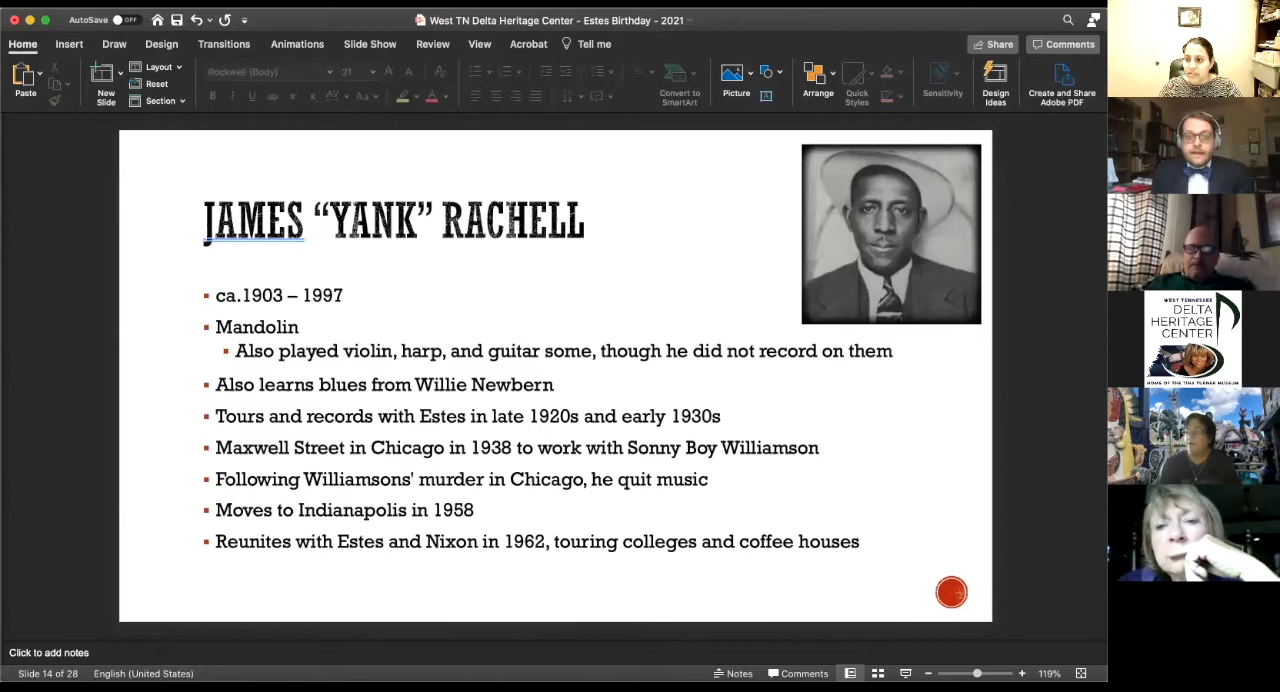 AutoSave OFF
West TN Delta Heritage Center - Estes Birthday - 2021
Home Insert Draw Design Transitions Animations Slide Show Review View Acrobat Tell me
Share Comments
Paste
New Slide
Layout
Reset
Section
Rockwell (Body) 21
Convert to SmartArt
Picture
Arrange
Quick Styles
Sensitivity
Design Ideas
Create and Share Adobe PDF
JAMES “YANK” RACHELL
ca.1903 – 1997
Mandolin
Also played violin, harp, and guitar some, though he did not record on them
Also learns blues from Willie Newbern
Tours and records with Estes in late 1920s and early 1930s
Maxwell Street in Chicago in 1938 to work with Sonny Boy Williamson
Following Williamsons' murder in Chicago, he quit music
Moves to Indianapolis in 1958
Reunites with Estes and Nixon in 1962, touring colleges and coffee houses
WEST TENNESSEE
DELTA
HERITAGE
CENTER
HOME OF THE TINA TURNER MUSEUM
Click to add notes
Slide 14 of 28 English (United States) Notes Comments 119%